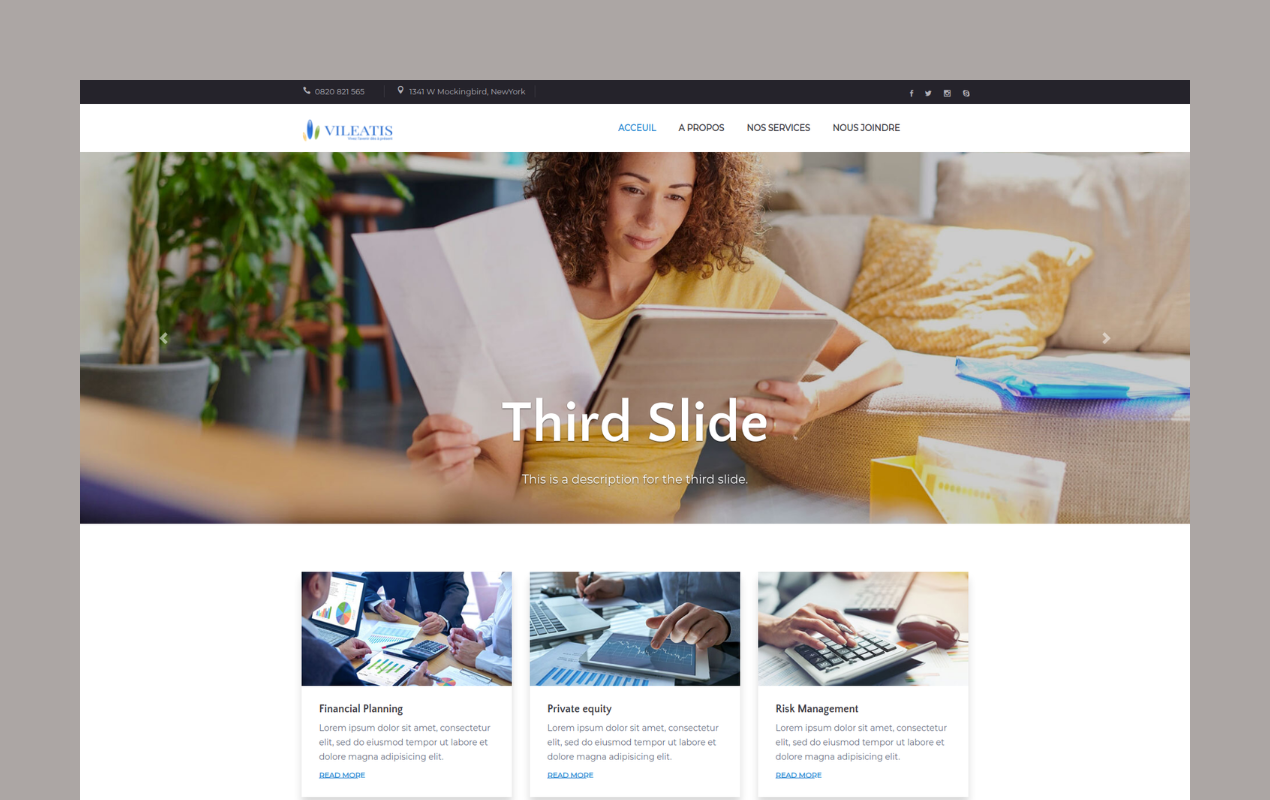 0820 821 565
1341 W Mockingbird, NewYork
VILEATIS
ACCEUIL
A PROPOS
NOS SERVICES
NOUS JOINDRE
Third Slide
This is a description for the third slide.
Financial Planning
Lorem ipsum dolor sit amet, consectetur
elit, sed do eiusmod tempor ut labore et
dolore magna adipisicing elit.
READ MORE
Private equity
Lorem ipsum dolor sit amet, consectetur
elit, sed do eiusmod tempor ut labore et
dolore magna adipisicing elit.
READ MORE
Risk Management
Lorem ipsum dolor sit amet, consectetur
elit, sed do eiusmod tempor ut labore et
dolore magna adipisicing elit.
READ MORE